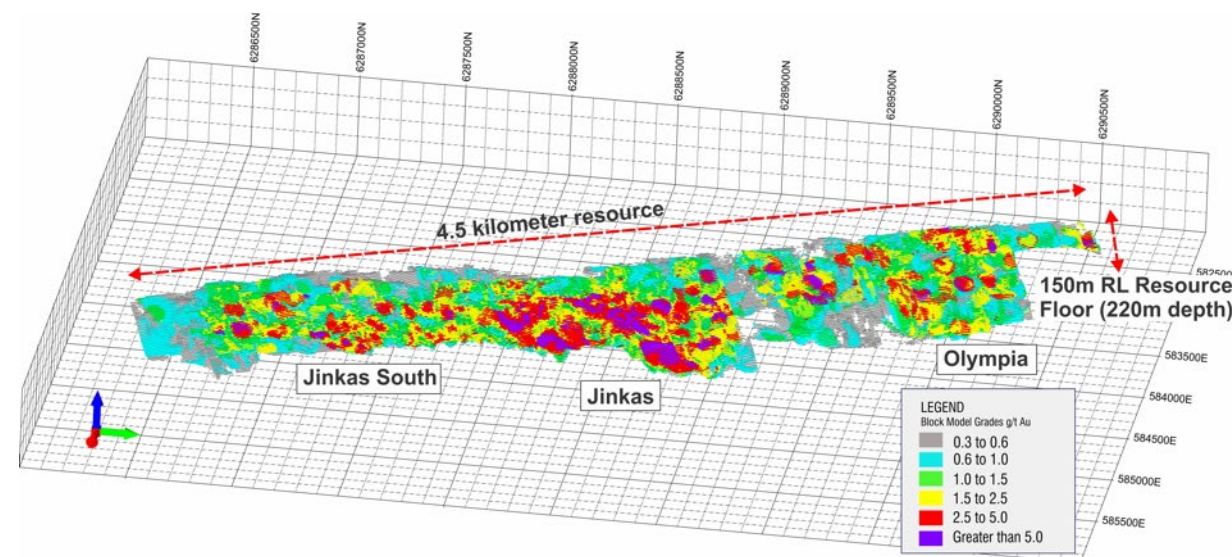 6286500N
6287000N
6287500N
6288000N
6288500N
6289000N
6289500N
6290000N
6290500N
4.5 kilometer resource
582500
150m RL Resource
Floor (220m depth)
583500E
584000E
584500E
585000E
585500E
Jinkas South
Jinkas
Olympia
LEGEND
Block Model Grades g/t Au
0.3 to 0.6
0.6 to 1.0
1.0 to 1.5
1.5 to 2.5
2.5 to 5.0
Greater than 5.0